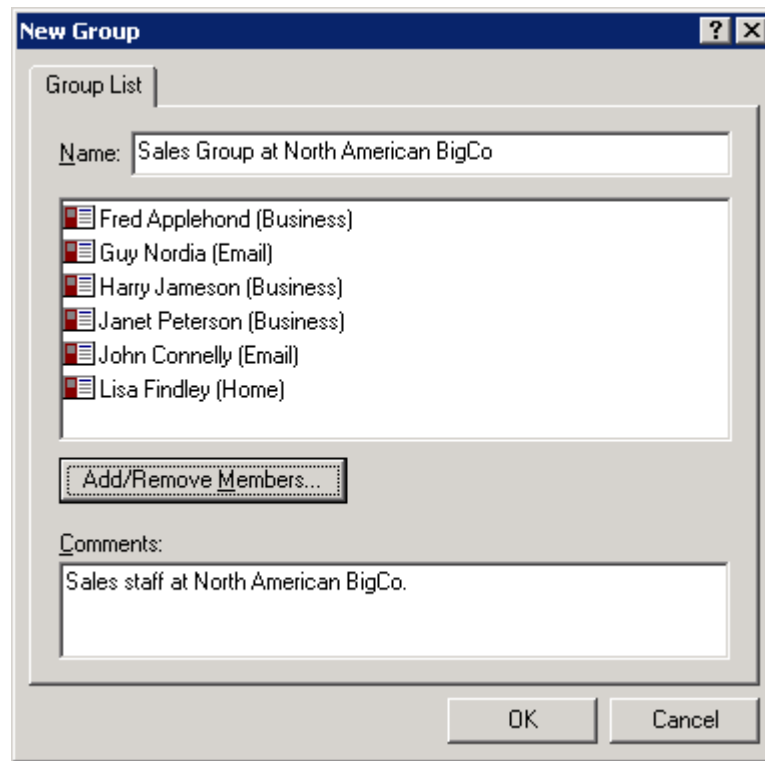 New Group
Group List
Name: Sales Group at North American BigCo
Fred Applehond (Business)
Guy Nordia (Email)
Harry Jameson (Business)
Janet Peterson (Business)
John Connelly (Email)
Lisa Findley (Home)
Add/Remove Members...
Comments:
Sales staff at North American BigCo.
OK Cancel